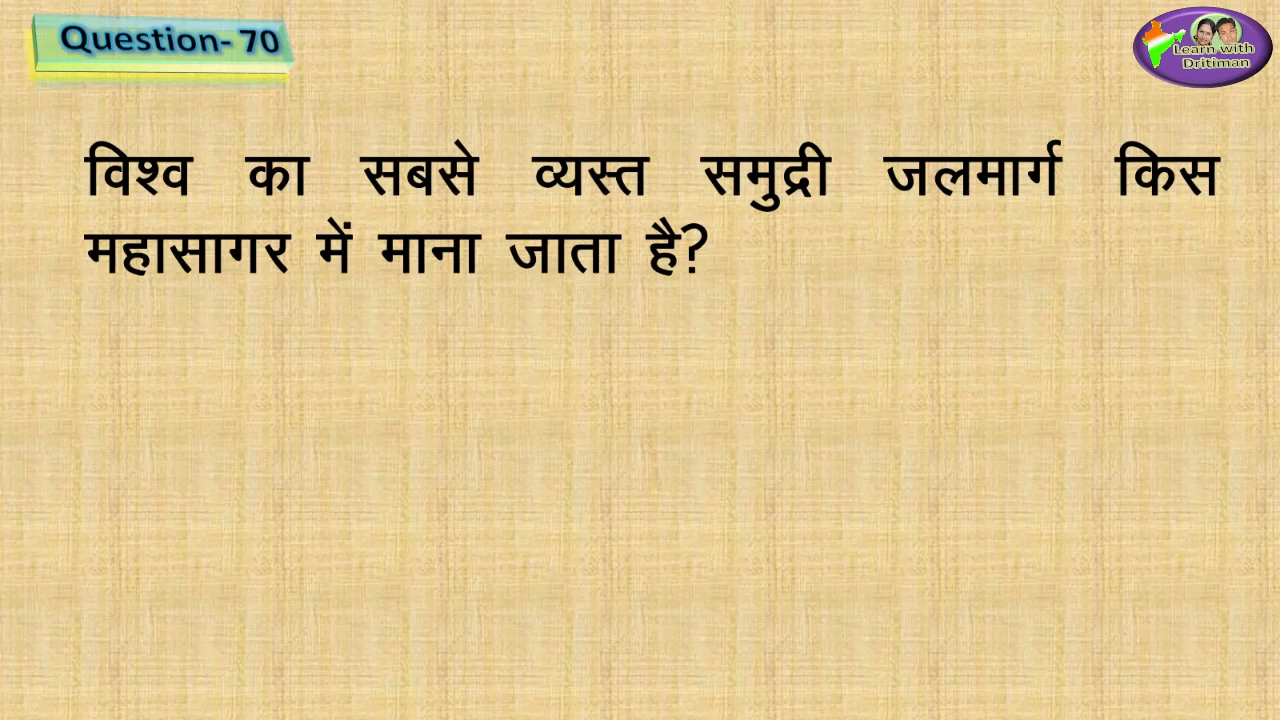 Question- 70
Learn with
Dritiman
विश्व का सबसे व्यस्त समुद्री जलमार्ग किस
महासागर में माना जाता है?